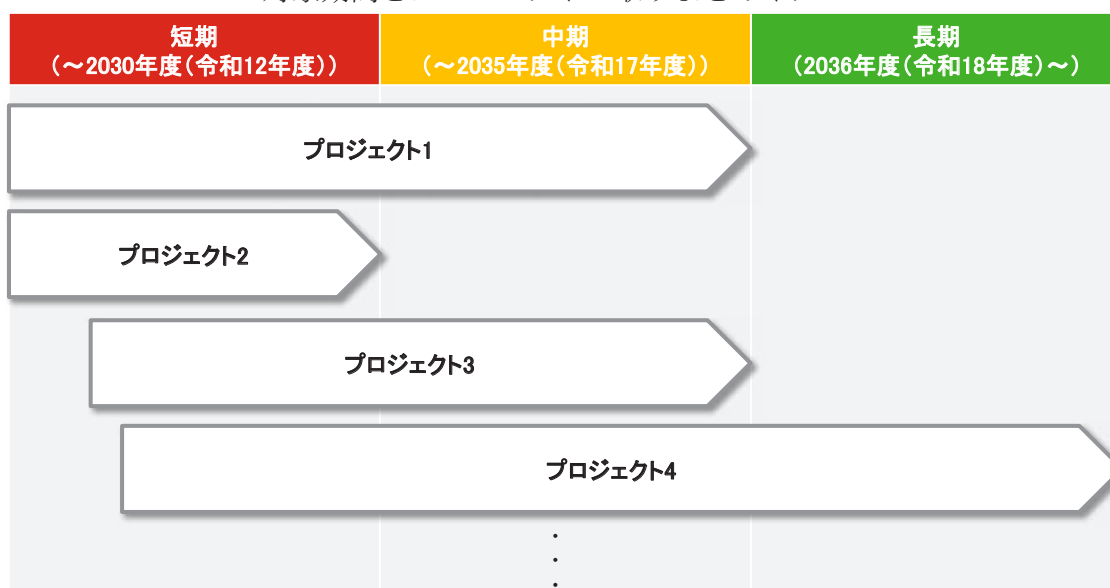 短期
(～2030年度(令和12年度))
中期
(～2035年度(令和17年度))
長期
(2036年度(令和18年度)～)
プロジェクト1
プロジェクト2
プロジェクト3
プロジェクト4